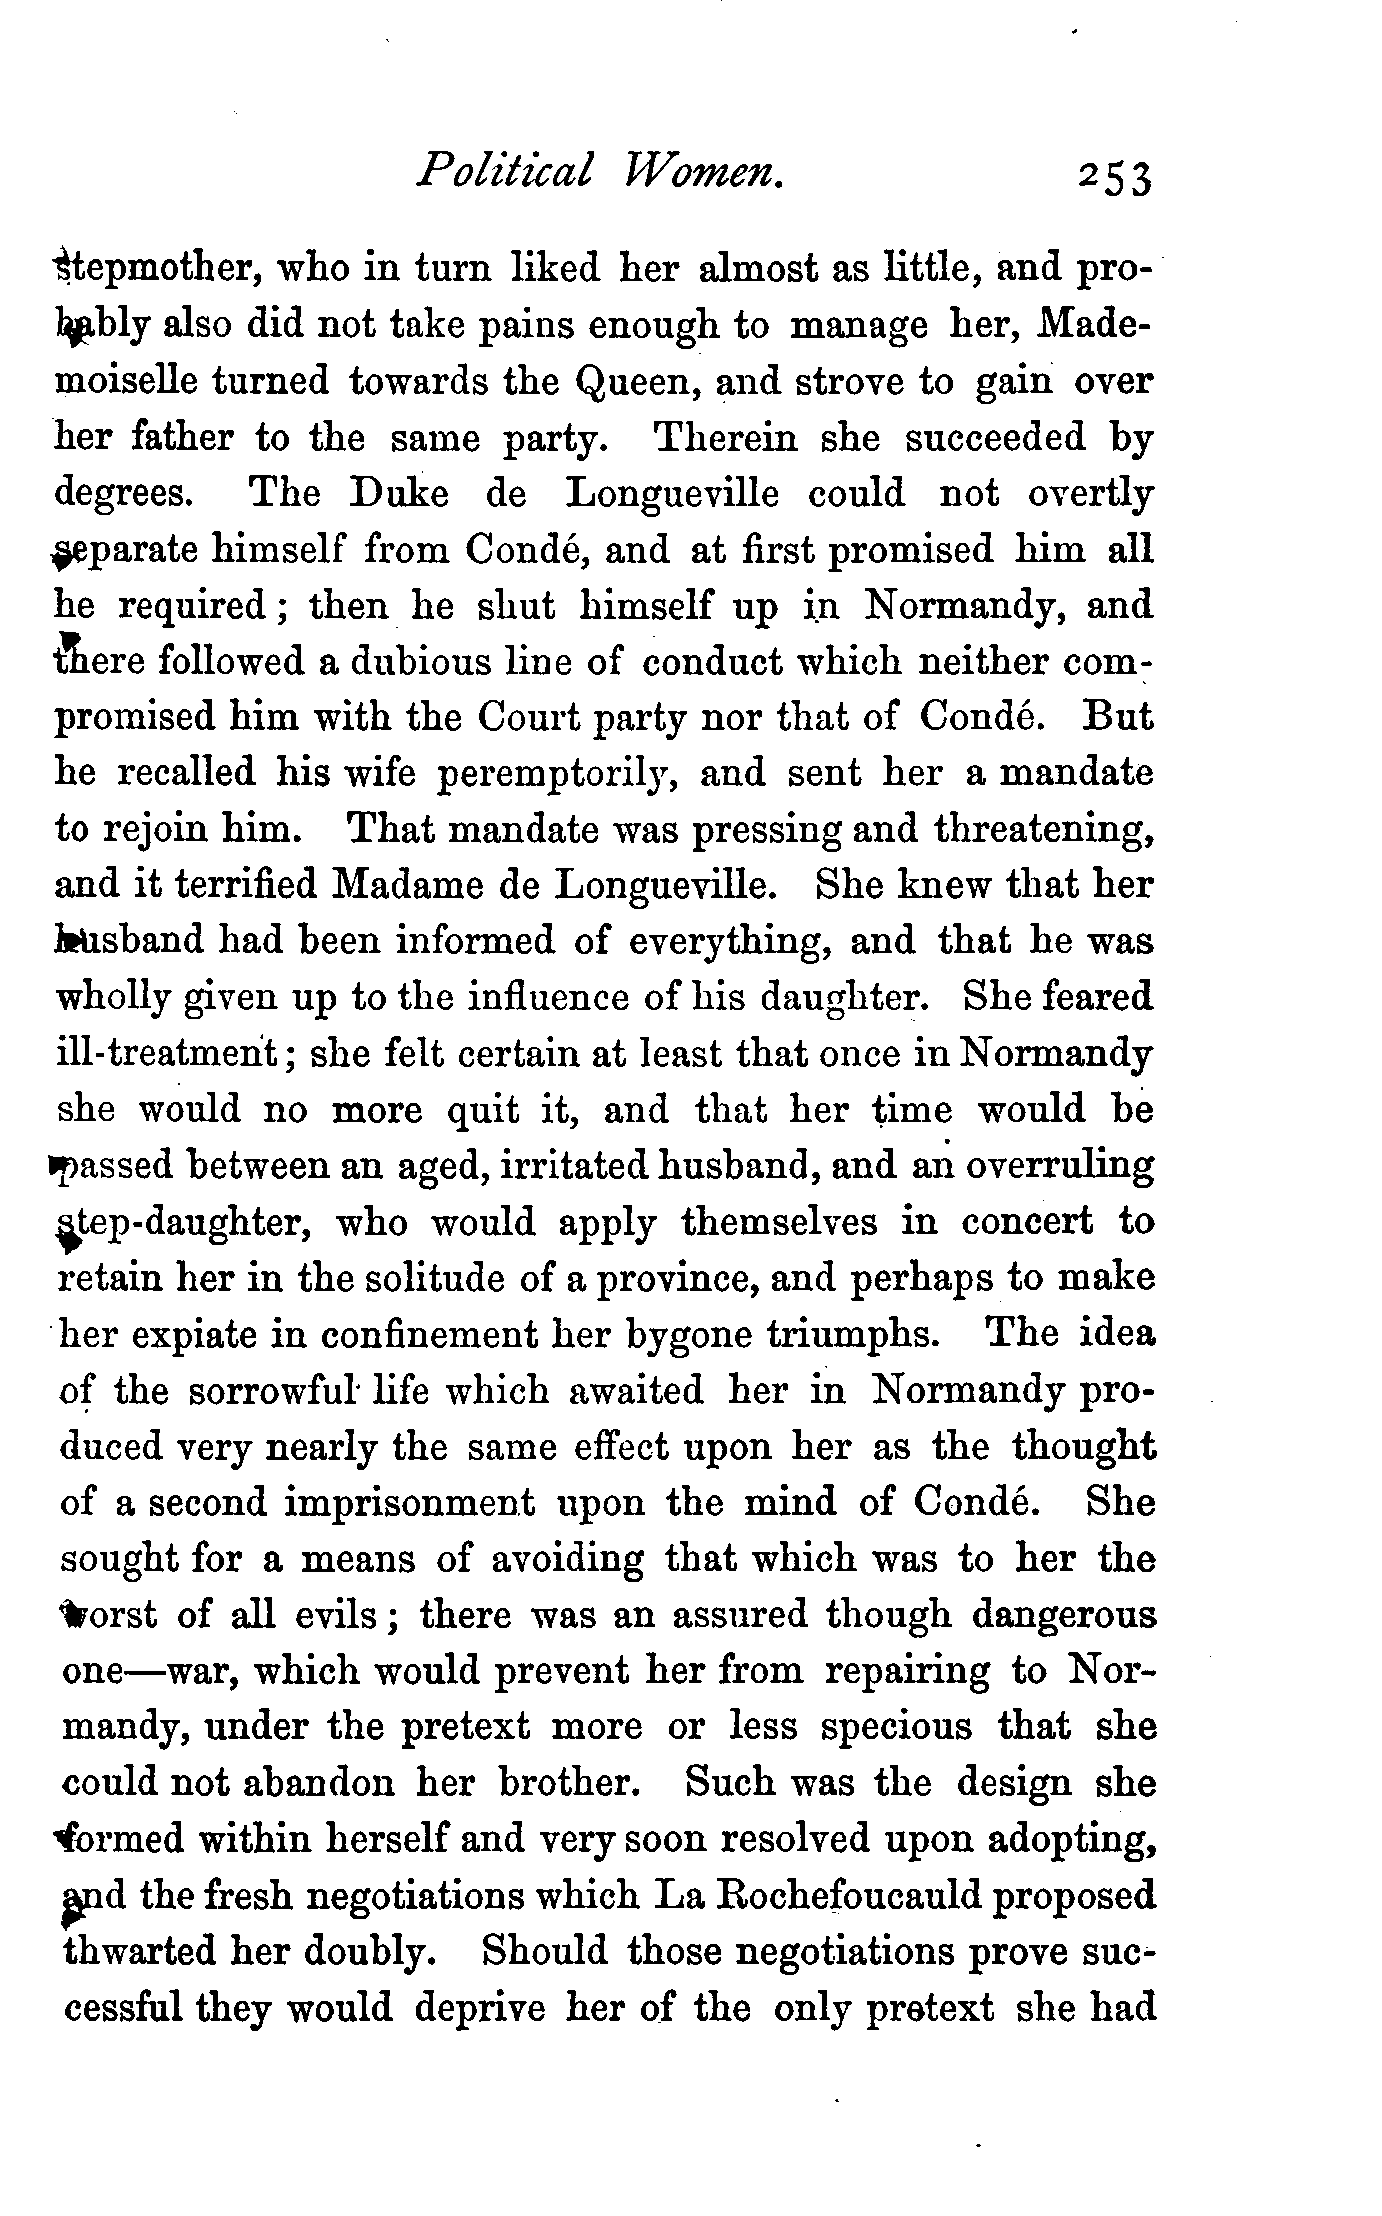 Political Women. 253
stepmother, who in turn liked her almost as little, and pro-
bably also did not take pains enough to manage her, Made-
moiselle turned towards the Queen, and strove to gain over
her father to the same party. Therein she succeeded by
degrees. The Duke de Longueville could not overtly
separate himself from Condé, and at first promised him all
he required; then he shut himself up in Normandy, and
there followed a dubious line of conduct which neither com-
promised him with the Court party nor that of Condé. But
he recalled his wife peremptorily, and sent her a mandate
to rejoin him. That mandate was pressing and threatening,
and it terrified Madame de Longueville. She knew that her
husband had been informed of everything, and that he was
wholly given up to the influence of his daughter. She feared
ill-treatment; she felt certain at least that once in Normandy
she would no more quit it, and that her time would be
passed between an aged, irritated husband, and an overruling
step-daughter, who would apply themselves in concert to
retain her in the solitude of a province, and perhaps to make
her expiate in confinement her bygone triumphs. The idea
of the sorrowful life which awaited her in Normandy pro-
duced very nearly the same effect upon her as the thought
of a second imprisonment upon the mind of Condé. She
sought for a means of avoiding that which was to her the
worst of all evils; there was an assured though dangerous
one—war, which would prevent her from repairing to Nor-
mandy, under the pretext more or less specious that she
could not abandon her brother. Such was the design she
formed within herself and very soon resolved upon adopting,
and the fresh negotiations which La Rochefoucauld proposed
thwarted her doubly. Should those negotiations prove suc-
cessful they would deprive her of the only pretext she had